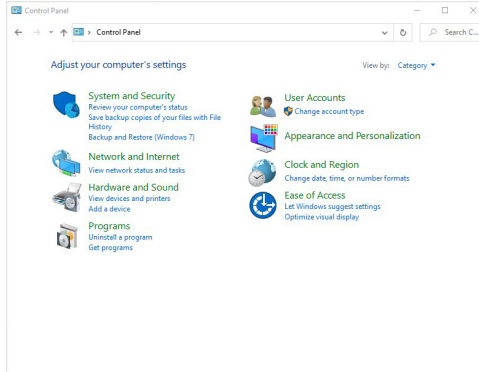 Control Panel
Control Panel
Search C...
Adjust your computer's settings
View by: Category
System and Security
Review your computer's status
Save backup copies of your files with File
History
Backup and Restore (Windows 7)
Network and Internet
View network status and tasks
Hardware and Sound
View devices and printers
Add a device
Programs
Uninstall a program
Get programs
User Accounts
Change account type
Appearance and Personalization
Clock and Region
Change date, time, or number formats
Ease of Access
Let Windows suggest settings
Optimize visual display